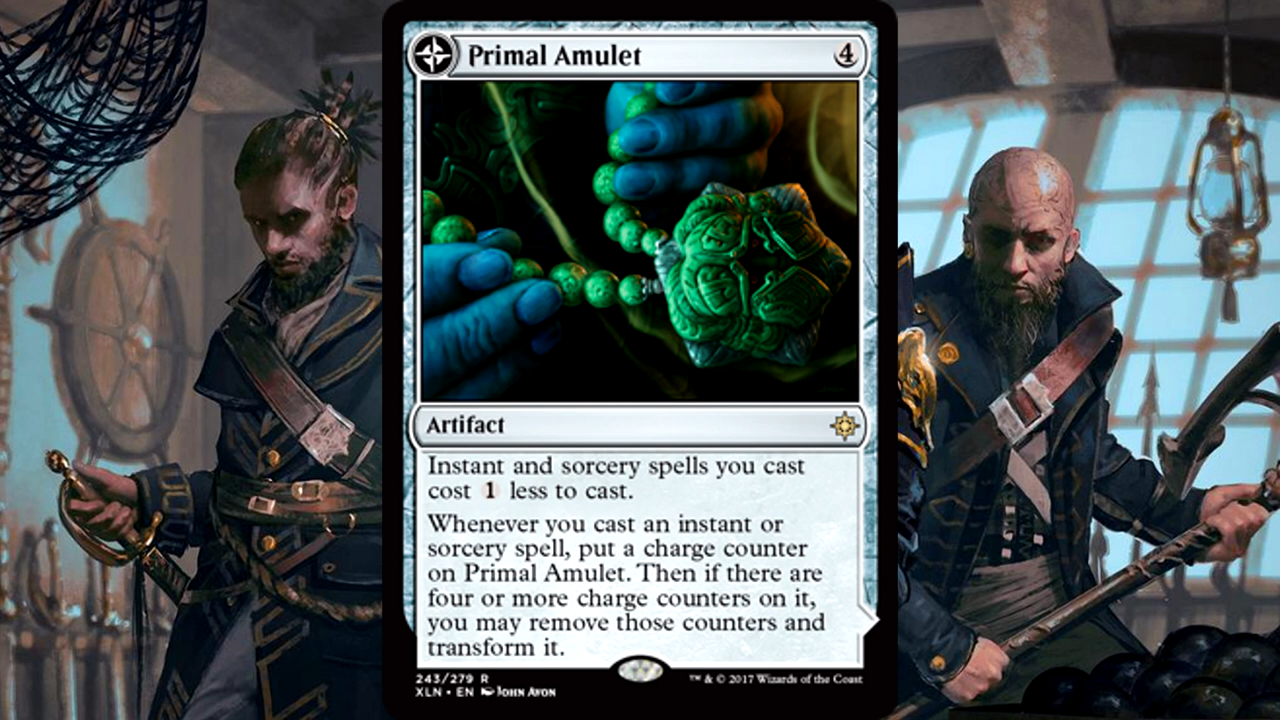 Primal Amulet 4
Artifact
Instant and sorcery spells you cast
cost 1 less to cast.
Whenever you cast an instant or
sorcery spell, put a charge counter
on Primal Amulet. Then if there are
four or more charge counters on it,
you may remove those counters and
transform it.
243/279 R
XLN • EN John Avon
™ & © 2017 Wizards of the Coast